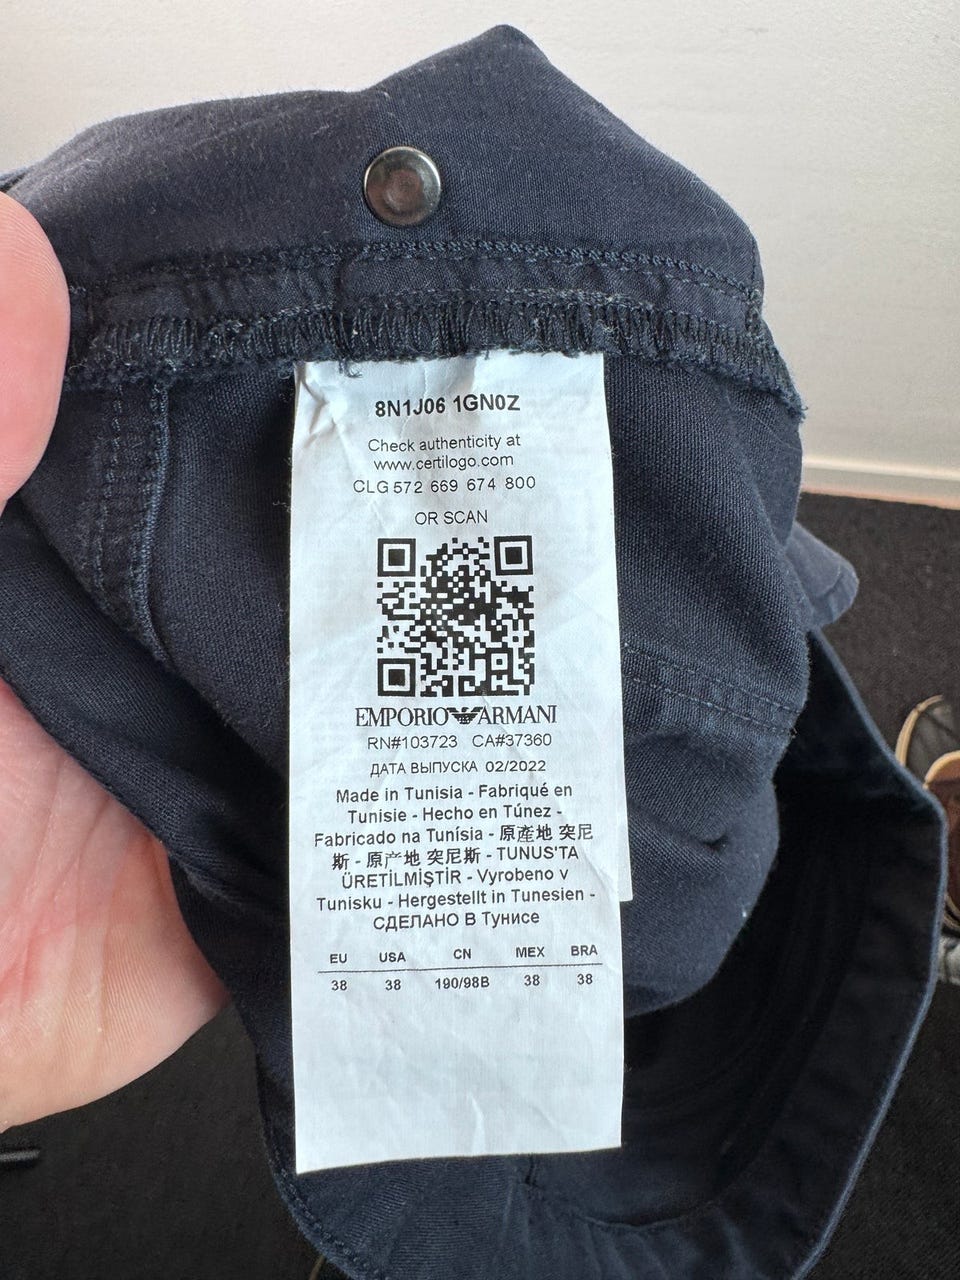 8N1J06 1GN0Z
Check authenticity at
www.certilogo.com
CLG 572 669 674 800
OR SCAN
EMPORIO ARMANI
RN#103723 CA#37360
ДАТА ВЫПУСКА 02/2022
Made in Tunisia - Fabriqué en
Tunisie - Hecho en Túnez -
Fabricado na Tunísia - 原產地 突尼
斯 - 原产地 突尼斯 - TUNUS'TA
ÜRETİLMİŞTİR - Vyrobeno v
Tunisku - Hergestellt in Tunesien -
СДЕЛАНО В Тунисе
EU USA CN MEX BRA
38 38 190/98B 38 38